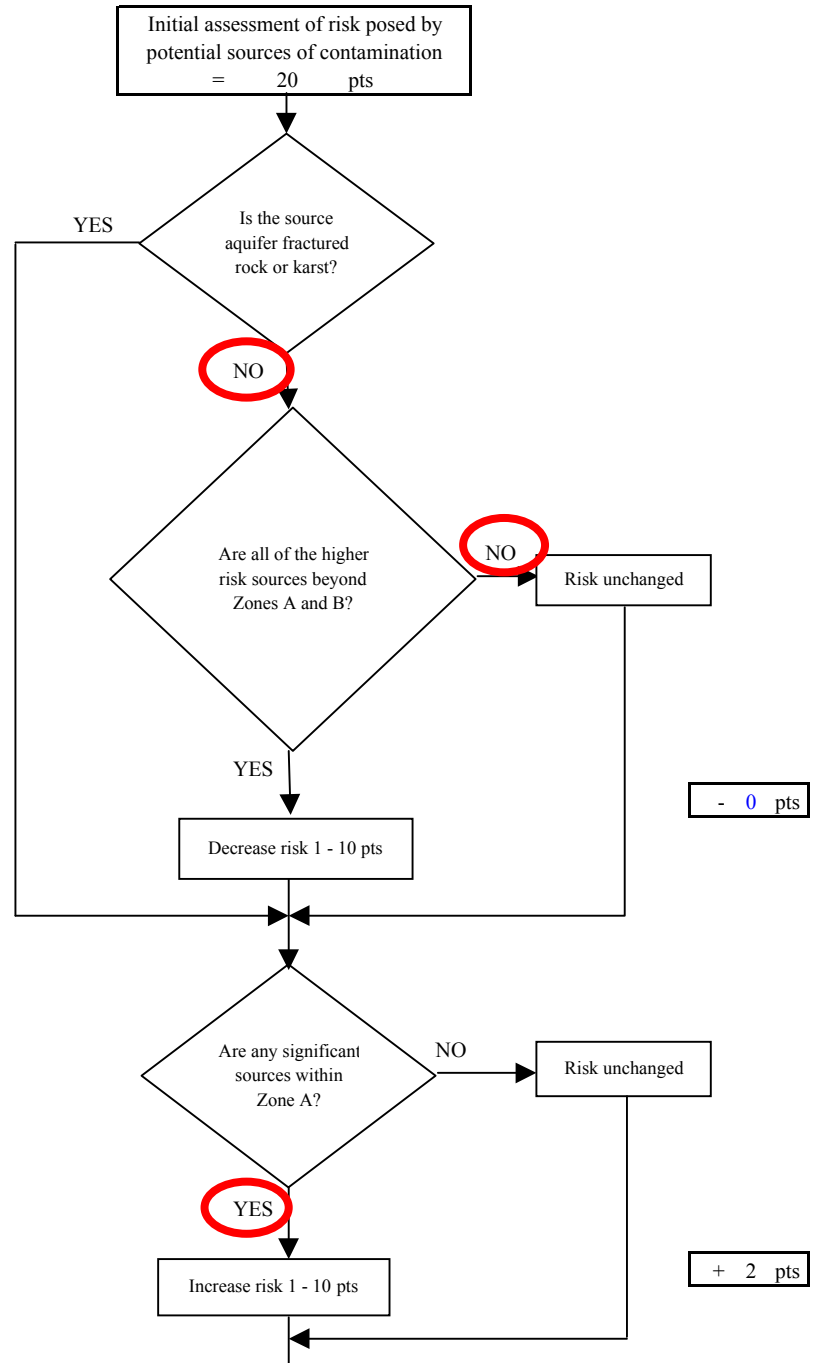 Initial assessment of risk posed by
potential sources of contamination
= 20 pts
YES
Is the source
aquifer fractured
rock or karst?
NO
Are all of the higher
risk sources beyond
Zones A and B?
NO
Risk unchanged
YES
- 0 pts
Decrease risk 1 - 10 pts
Are any significant
sources within
Zone A?
NO
Risk unchanged
YES
+ 2 pts
Increase risk 1 - 10 pts